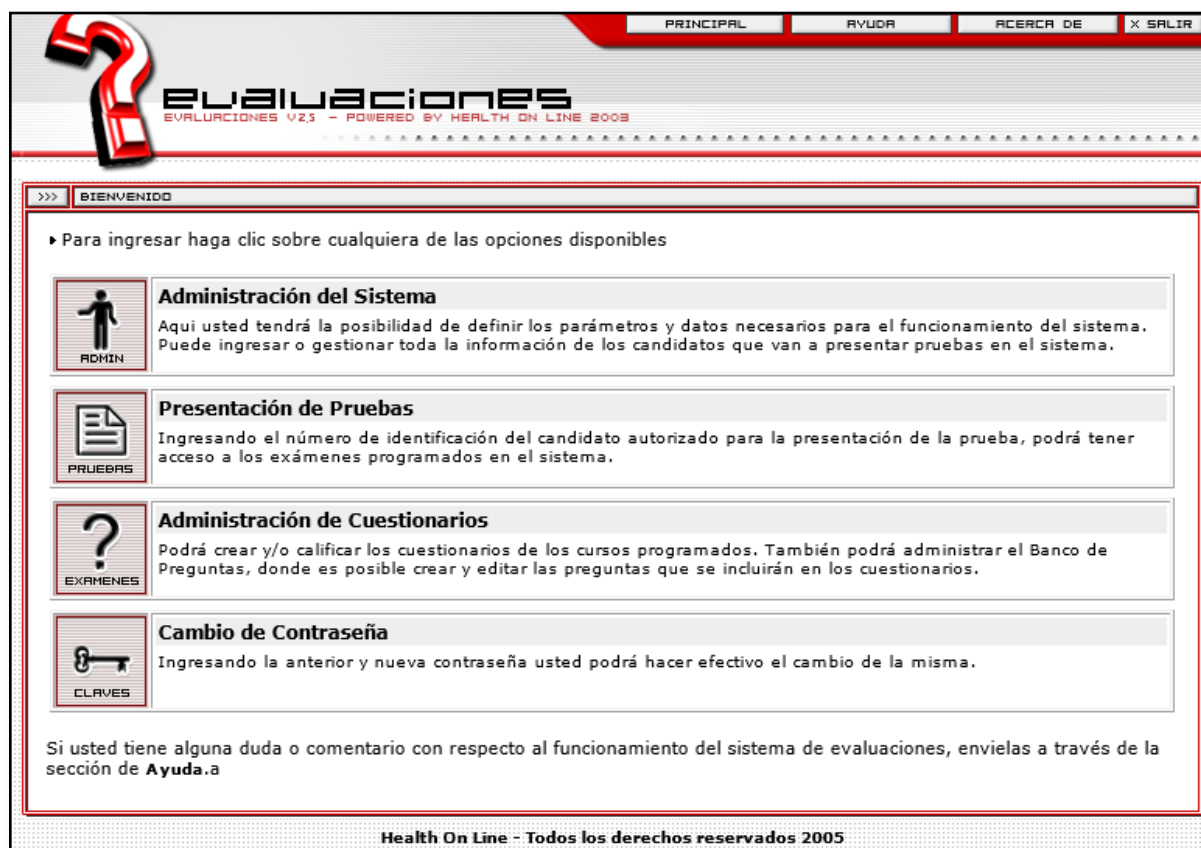 PRINCIPAL AYUDA ACERCA DE X SALIR
evaluaciones
EVALUACIONES V2,5 - POWERED BY HEALTH ON LINE 2003
>>> BIENVENIDO
Para ingresar haga clic sobre cualquiera de las opciones disponibles
Administración del Sistema
Aqui usted tendrá la posibilidad de definir los parámetros y datos necesarios para el funcionamiento del sistema.
Puede ingresar o gestionar toda la información de los candidatos que van a presentar pruebas en el sistema.
ADMIN
Presentación de Pruebas
Ingresando el número de identificación del candidato autorizado para la presentación de la prueba, podrá tener
acceso a los exámenes programados en el sistema.
PRUEBAS
Administración de Cuestionarios
Podrá crear y/o calificar los cuestionarios de los cursos programados. También podrá administrar el Banco de
Preguntas, donde es posible crear y editar las preguntas que se incluirán en los cuestionarios.
EXAMENES
Cambio de Contraseña
Ingresando la anterior y nueva contraseña usted podrá hacer efectivo el cambio de la misma.
CLAVES
Si usted tiene alguna duda o comentario con respecto al funcionamiento del sistema de evaluaciones, envielas a través de la
sección de Ayuda.a
Health On Line - Todos los derechos reservados 2005